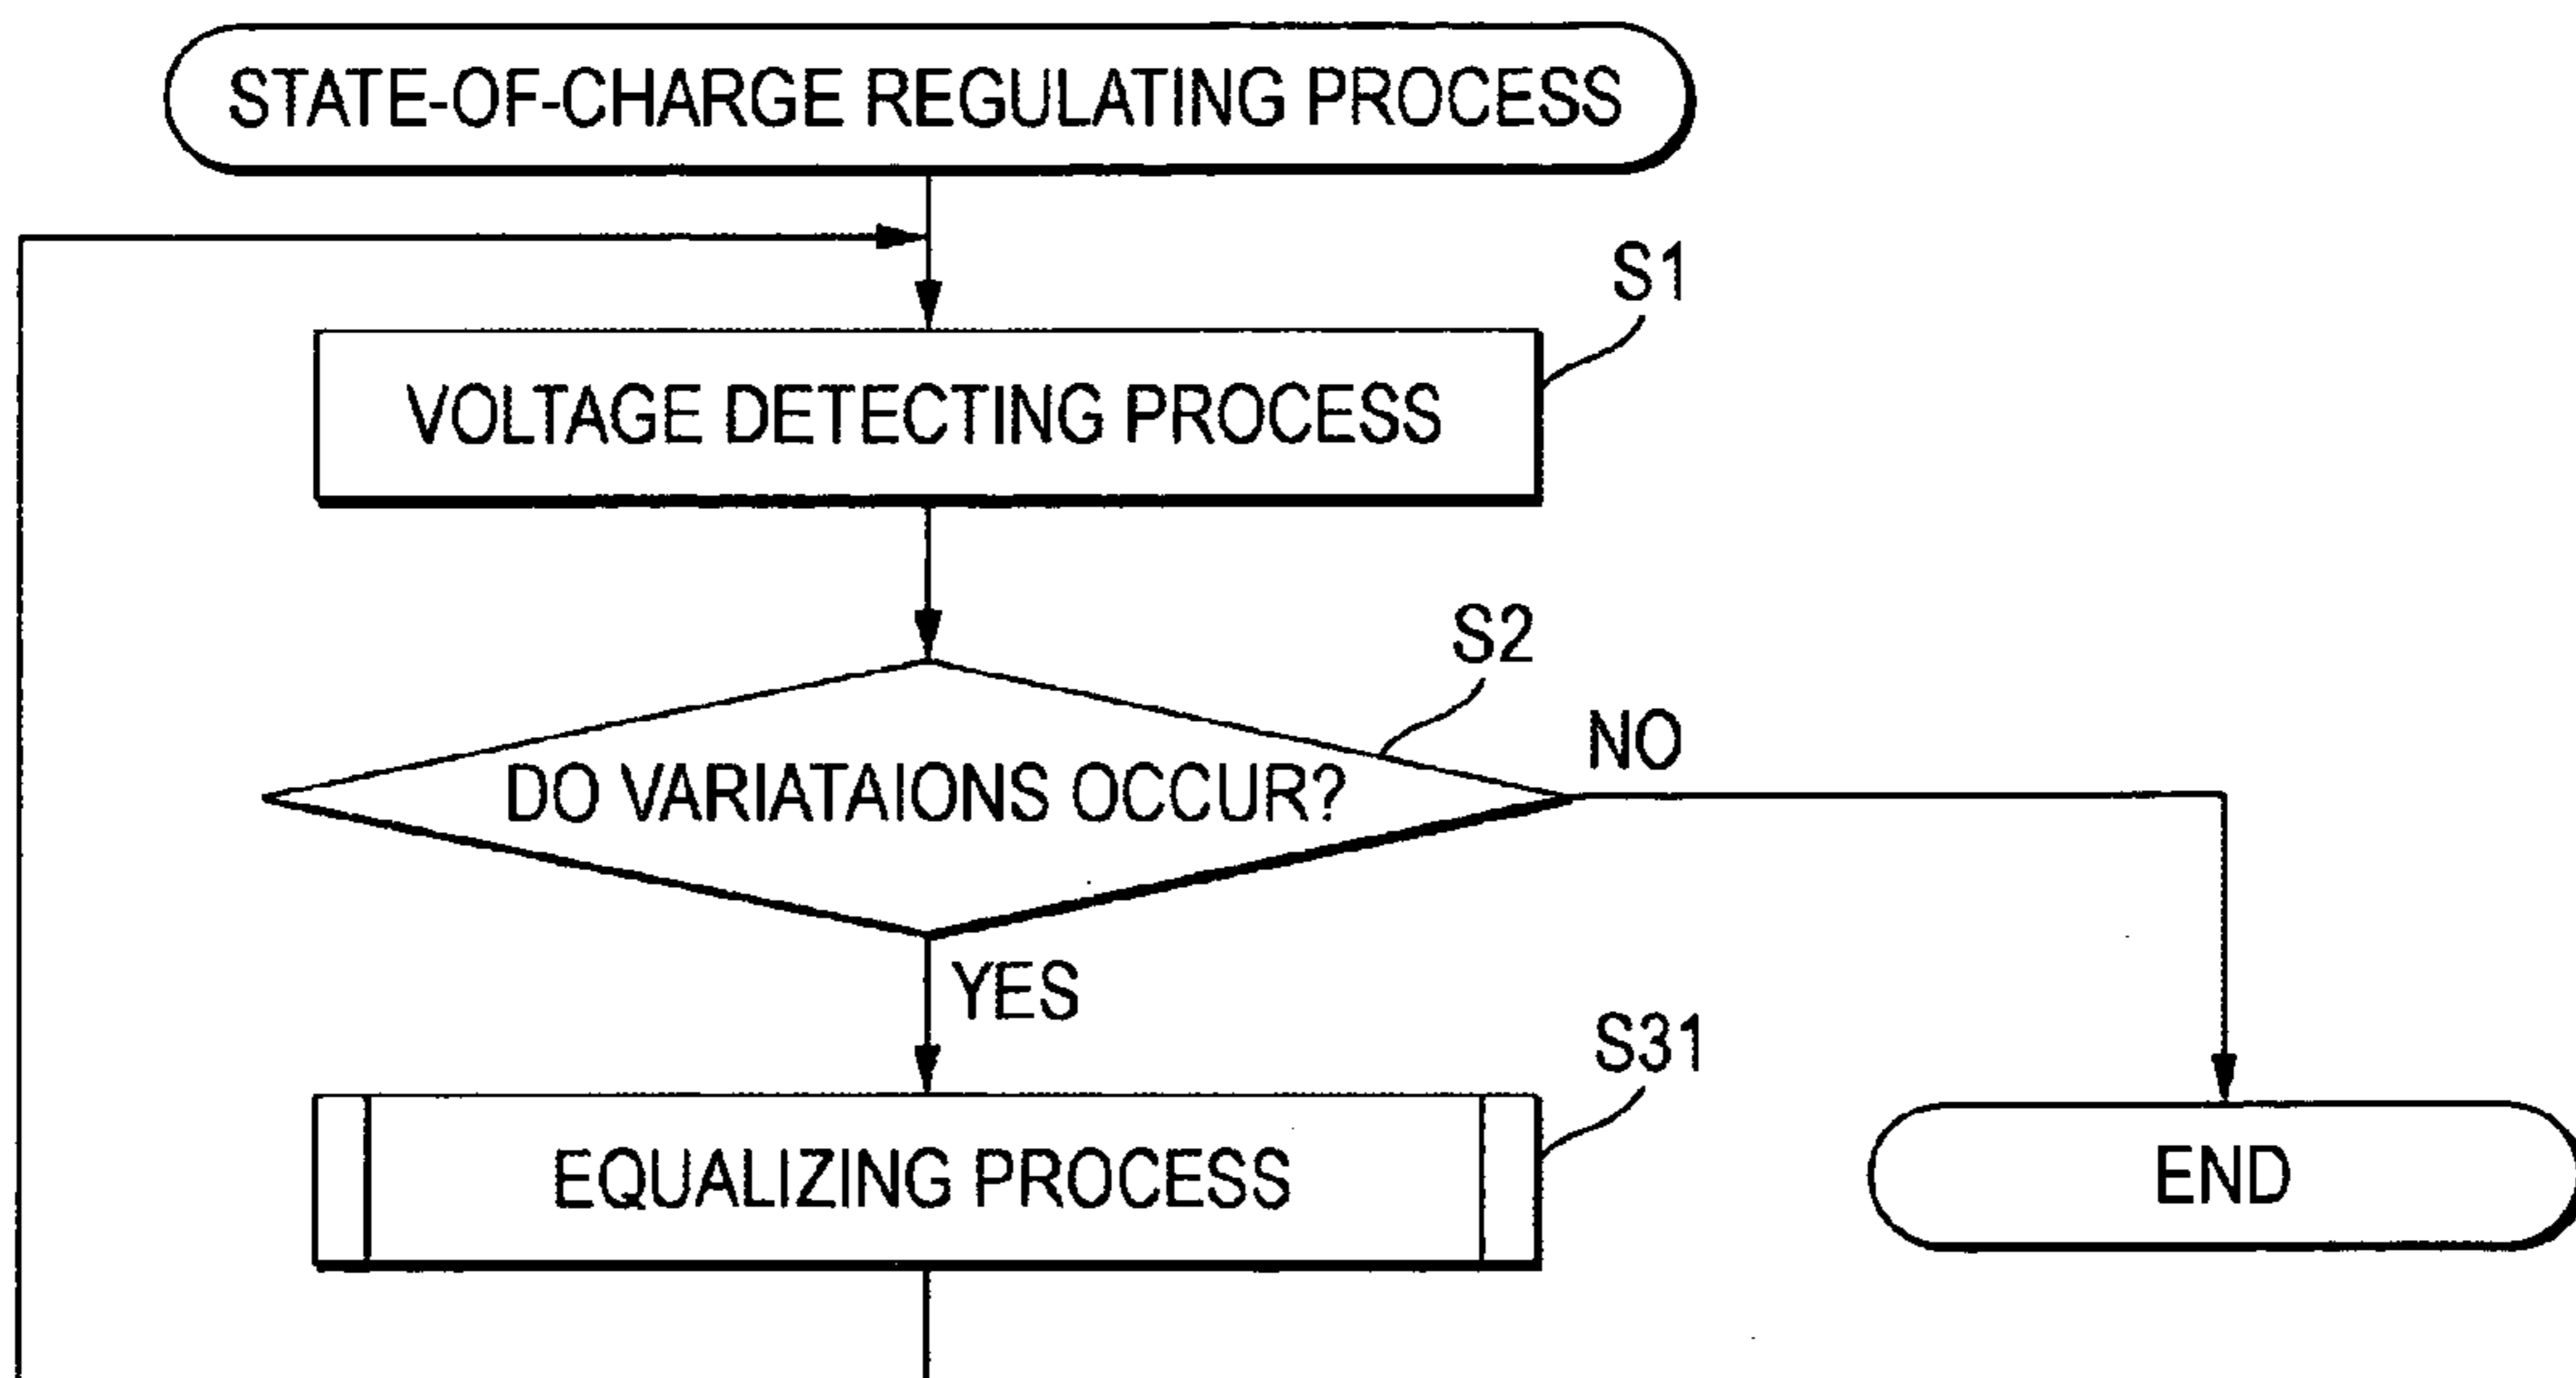 STATE-OF-CHARGE REGULATING PROCESS
S1
VOLTAGE DETECTING PROCESS
S2
NO
DO VARIATAIONS OCCUR?
YES
S31
EQUALIZING PROCESS
END